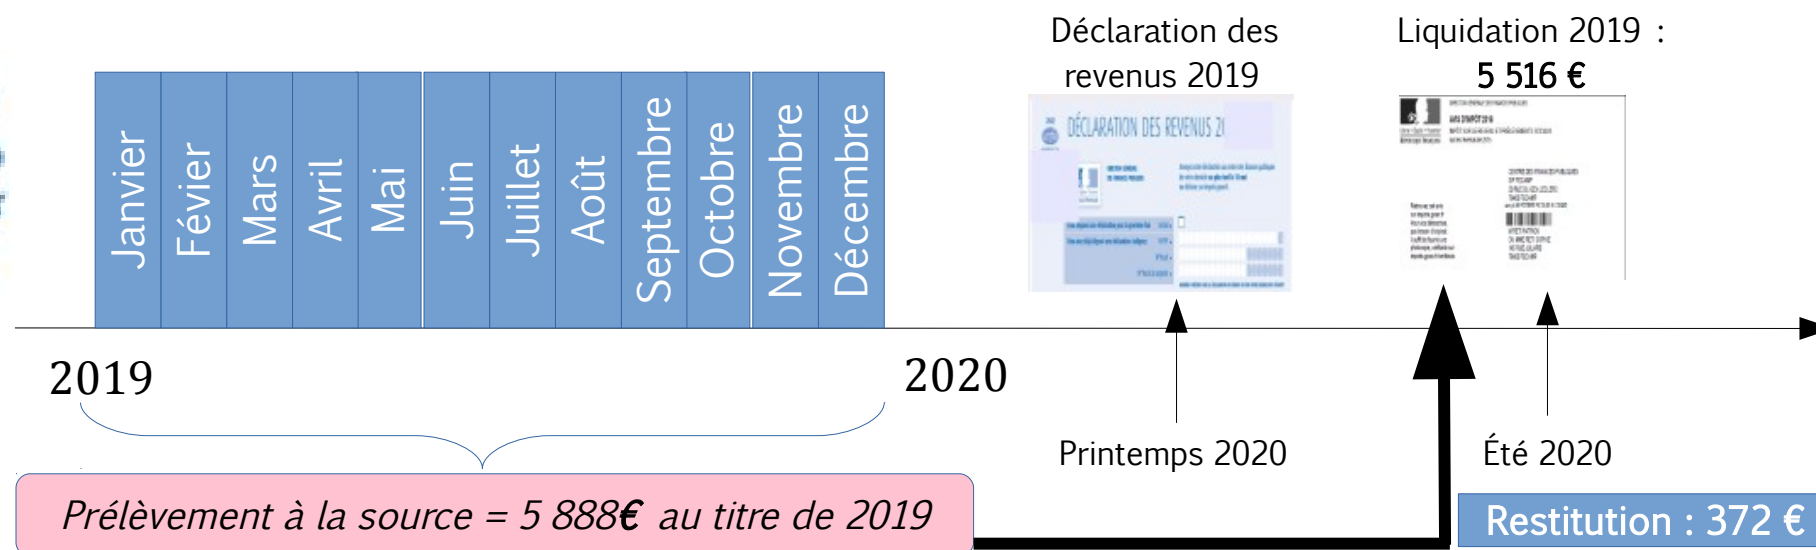 Déclaration des
revenus 2019
Liquidation 2019 :
5 516 €
Janvier
Févier
Mars
Avril
Mai
Juin
Juillet
Août
Septembre
Octobre
Novembre
Décembre
DÉCLARATION DES REVENUS 2
2019
2020
Printemps 2020
Été 2020
Prélèvement à la source = 5 888€ au titre de 2019
Restitution : 372 €